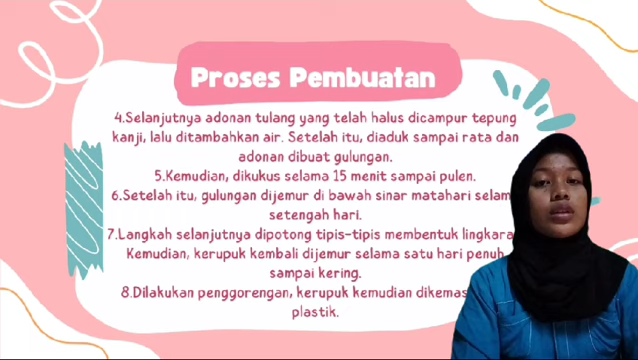 Proses Pembuatan
4.Selanjutnya adonan tulang yang telah halus dicampur tepung
kanji, lalu ditambahkan air. Setelah itu, diaduk sampai rata dan
adonan dibuat gulungan.
5.Kemudian, dikukus selama 15 menit sampai pulen.
6.Setelah itu, gulungan dijemur di bawah sinar matahari selam
setengah hari.
7.Langkah selanjutnya dipotong tipis-tipis membentuk lingkara
Kemudian, kerupuk kembali dijemur selama satu hari penuh
sampai kering.
8.Dilakukan penggorengan, kerupuk kemudian dikemas
plastik.